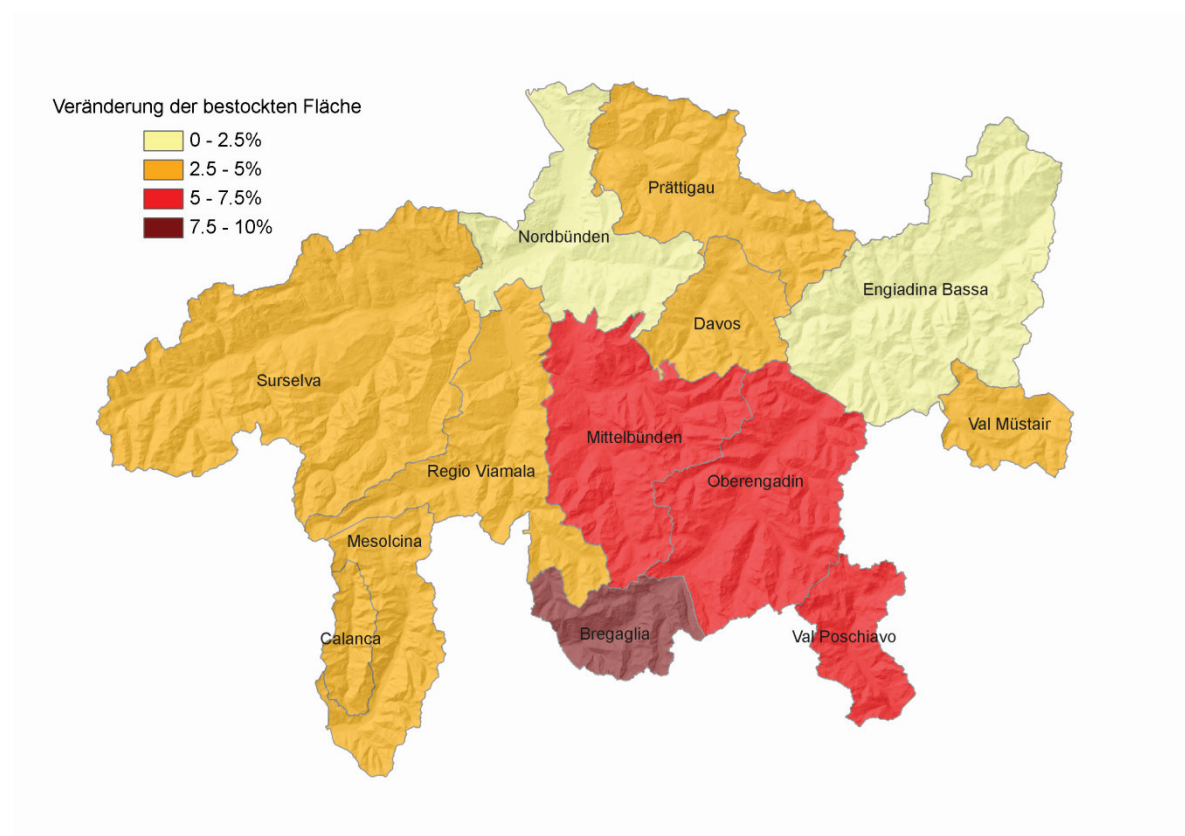 Veränderung der bestockten Fläche
0 - 2.5%
2.5 - 5%
5 - 7.5%
7.5 - 10%
Prättigau
Nordbünden
Engiadina Bassa
Davos
Surselva
Val Müstair
Mittelbünden
Regio Viamala
Oberengadin
Mesolcina
Bregaglia
Val Poschiavo
Calanca